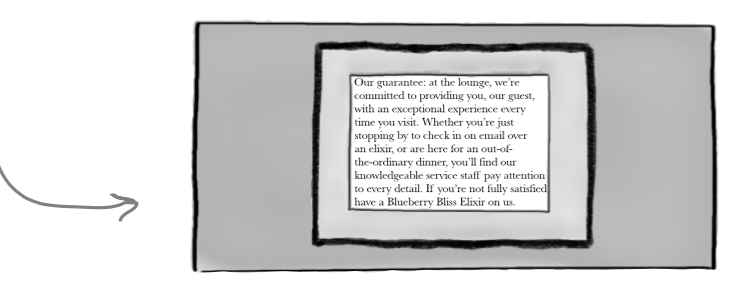 Our guarantee: at the lounge, we're
committed to providing you, our guest,
with an exceptional experience every
time you visit. Whether you're just
stopping by to check in on email over
an elixir, or are here for an out-of-
the-ordinary dinner, you'll find our
knowledgeable service staff pay attention
to every detail. If you're not fully satisfied
have a Blueberry Bliss Elixir on us.